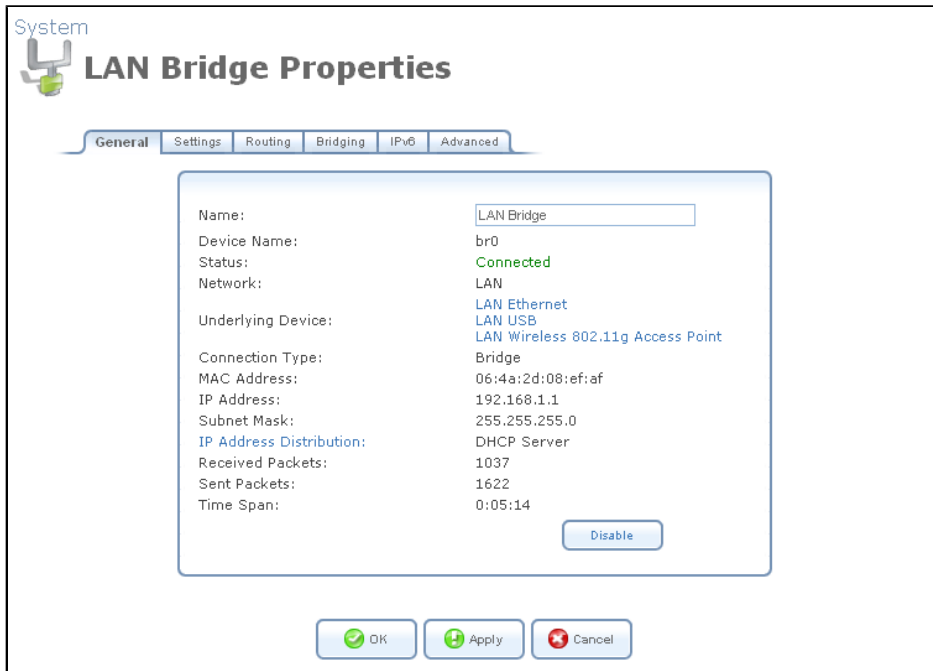 System
LAN Bridge Properties
General Settings Routing Bridging IPv6 Advanced
Name: LAN Bridge
Device Name: br0
Status: Connected
Network: LAN
Underlying Device: LAN Ethernet
LAN USB
LAN Wireless 802.11g Access Point
Connection Type: Bridge
MAC Address: 06:4a:2d:08:ef:af
IP Address: 192.168.1.1
Subnet Mask: 255.255.255.0
IP Address Distribution: DHCP Server
Received Packets: 1037
Sent Packets: 1622
Time Span: 0:05:14
Disable
OK Apply Cancel